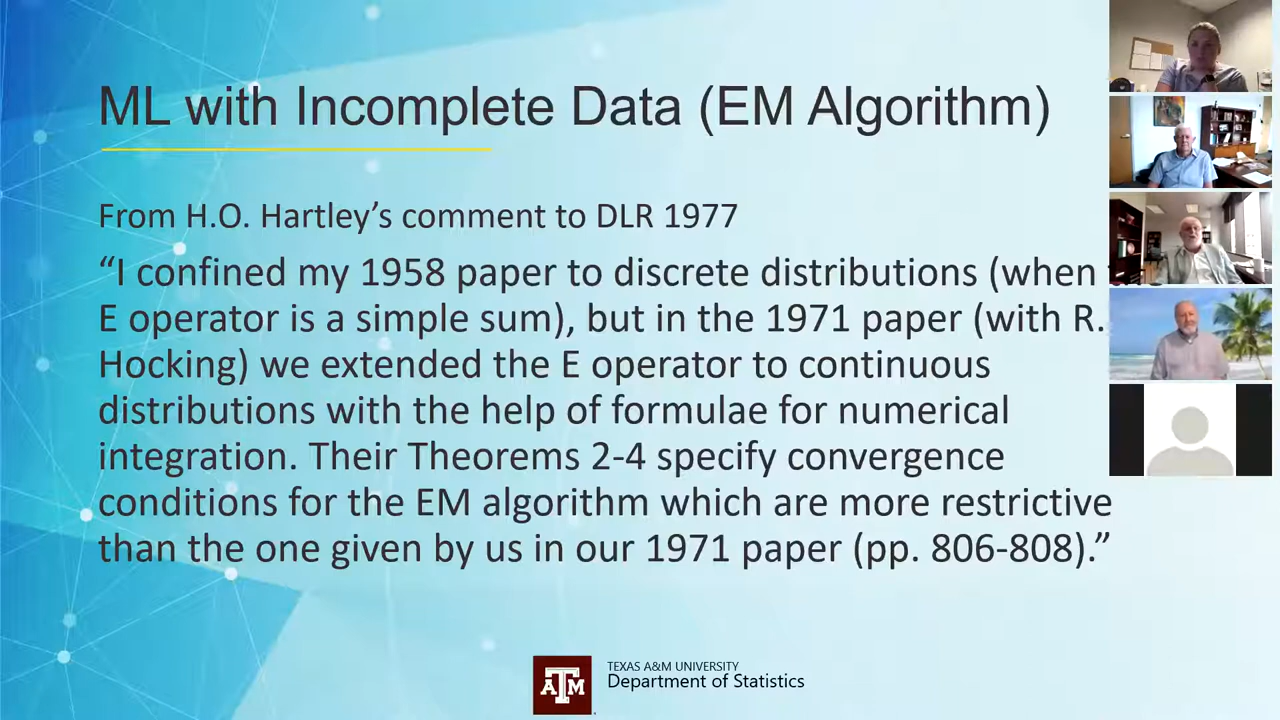 ML with Incomplete Data (EM Algorithm)
From H.O. Hartley’s comment to DLR 1977
“I confined my 1958 paper to discrete distributions (when
E operator is a simple sum), but in the 1971 paper (with R.
Hocking) we extended the E operator to continuous
distributions with the help of formulae for numerical
integration. Their Theorems 2-4 specify convergence
conditions for the EM algorithm which are more restrictive
than the one given by us in our 1971 paper (pp. 806-808).”
ATM
TEXAS A&M UNIVERSITY
Department of Statistics